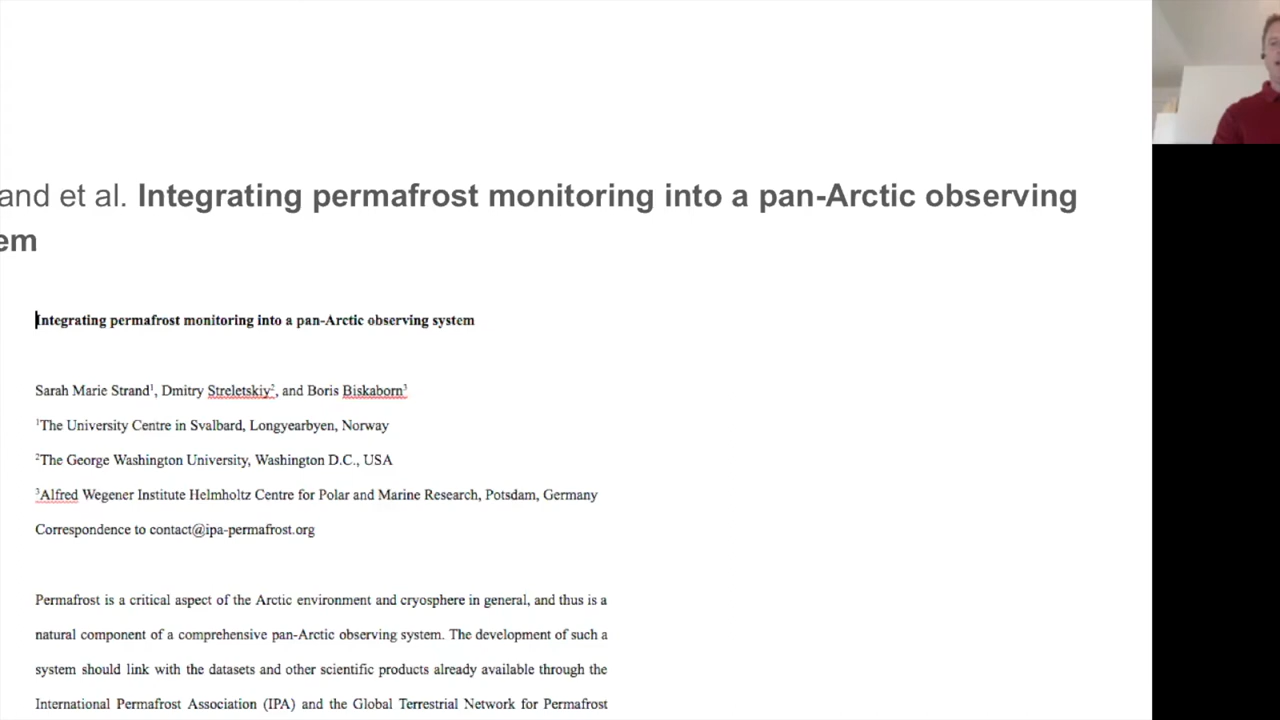 and et al. Integrating permafrost monitoring into a pan-Arctic observing
em
Integrating permafrost monitoring into a pan-Arctic observing system
Sarah Marie Strand¹, Dmitry Streletskiy², and Boris Biskaborn³
¹The University Centre in Svalbard, Longyearbyen, Norway
²The George Washington University, Washington D.C., USA
³Alfred Wegener Institute Helmholtz Centre for Polar and Marine Research, Potsdam, Germany
Correspondence to contact@ipa-permafrost.org
Permafrost is a critical aspect of the Arctic environment and cryosphere in general, and thus is a
natural component of a comprehensive pan-Arctic observing system. The development of such a
system should link with the datasets and other scientific products already available through the
International Permafrost Association (IPA) and the Global Terrestrial Network for Permafrost